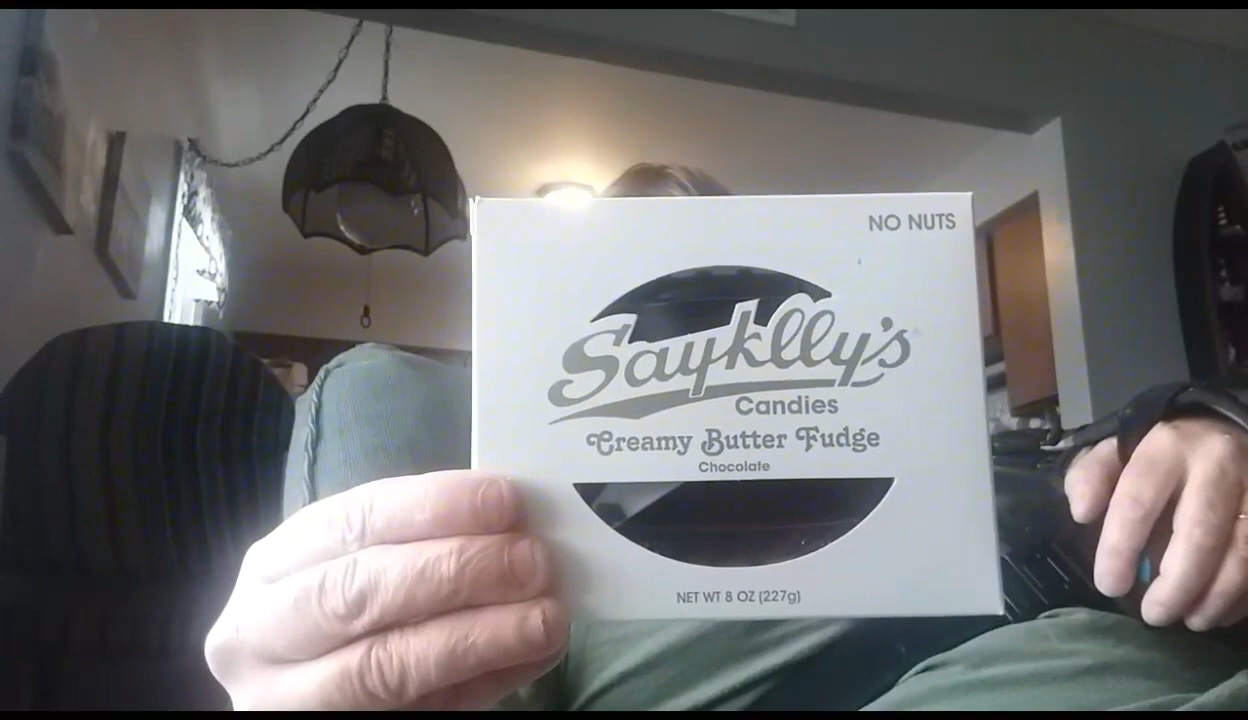 NO NUTS
Sayklly's
Candies
Creamy Butter Fudge
Chocolate
NET WT 8 OZ (227g)